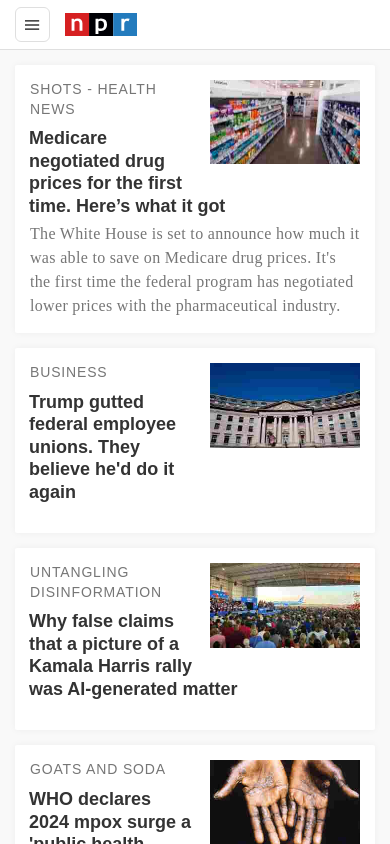 npr
SHOTS - HEALTH
NEWS
Medicare
negotiated drug
prices for the first
time. Here’s what it got
The White House is set to announce how much it
was able to save on Medicare drug prices. It's
the first time the federal program has negotiated
lower prices with the pharmaceutical industry.
BUSINESS
Trump gutted
federal employee
unions. They
believe he'd do it
again
UNTANGLING
DISINFORMATION
Why false claims
that a picture of a
Kamala Harris rally
was AI-generated matter
GOATS AND SODA
WHO declares
2024 mpox surge a
'public health